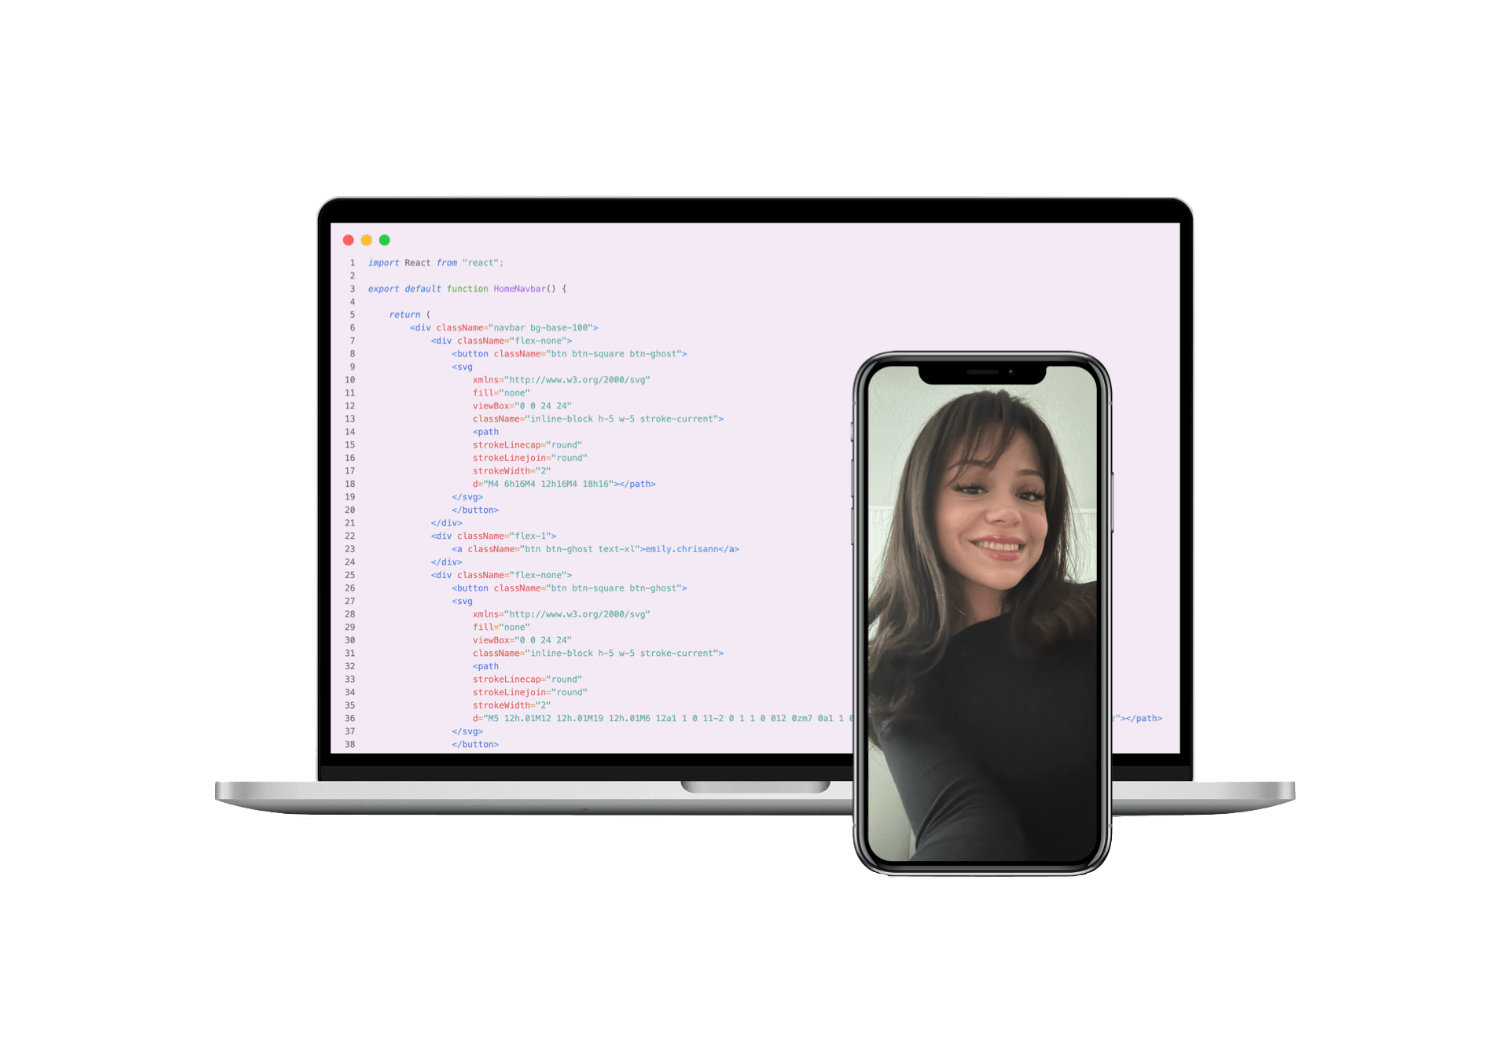 1 import React from "react";
2
3 export default function HomeNavbar() {
4
5 return (
6 <div className="navbar bg-base-100">
7 <div className="flex-none">
8 <button className="btn btn-square btn-ghost">
9 <svg
10 xmlns="http://www.w3.org/2000/svg"
11 fill="none"
12 viewBox="0 0 24 24"
13 className="inline-block h-5 w-5 stroke-current">
14 <path
15 strokeLinecap="round"
16 strokeLinejoin="round"
17 strokeWidth="2"
18 d="M4 6h16M4 12h16M4 18h16"></path>
19 </svg>
20 </button>
21 </div>
22 <div className="flex-1">
23 <a className="btn btn-ghost text-xl">emily.chrisann</a>
24 </div>
25 <div className="flex-none">
26 <button className="btn btn-square btn-ghost">
27 <svg
28 xmlns="http://www.w3.org/2000/svg"
29 fill="none"
30 viewBox="0 0 24 24"
31 className="inline-block h-5 w-5 stroke-current">
32 <path
33 strokeLinecap="round"
34 strokeLinejoin="round"
35 strokeWidth="2"
36 d="M5 12h.01M12 12h.01M19 12h.01M6 12a1 1 0 11-2 0 1 1 0 012 0zm7 0a1 1 "></path>
37 </svg>
38 </button>